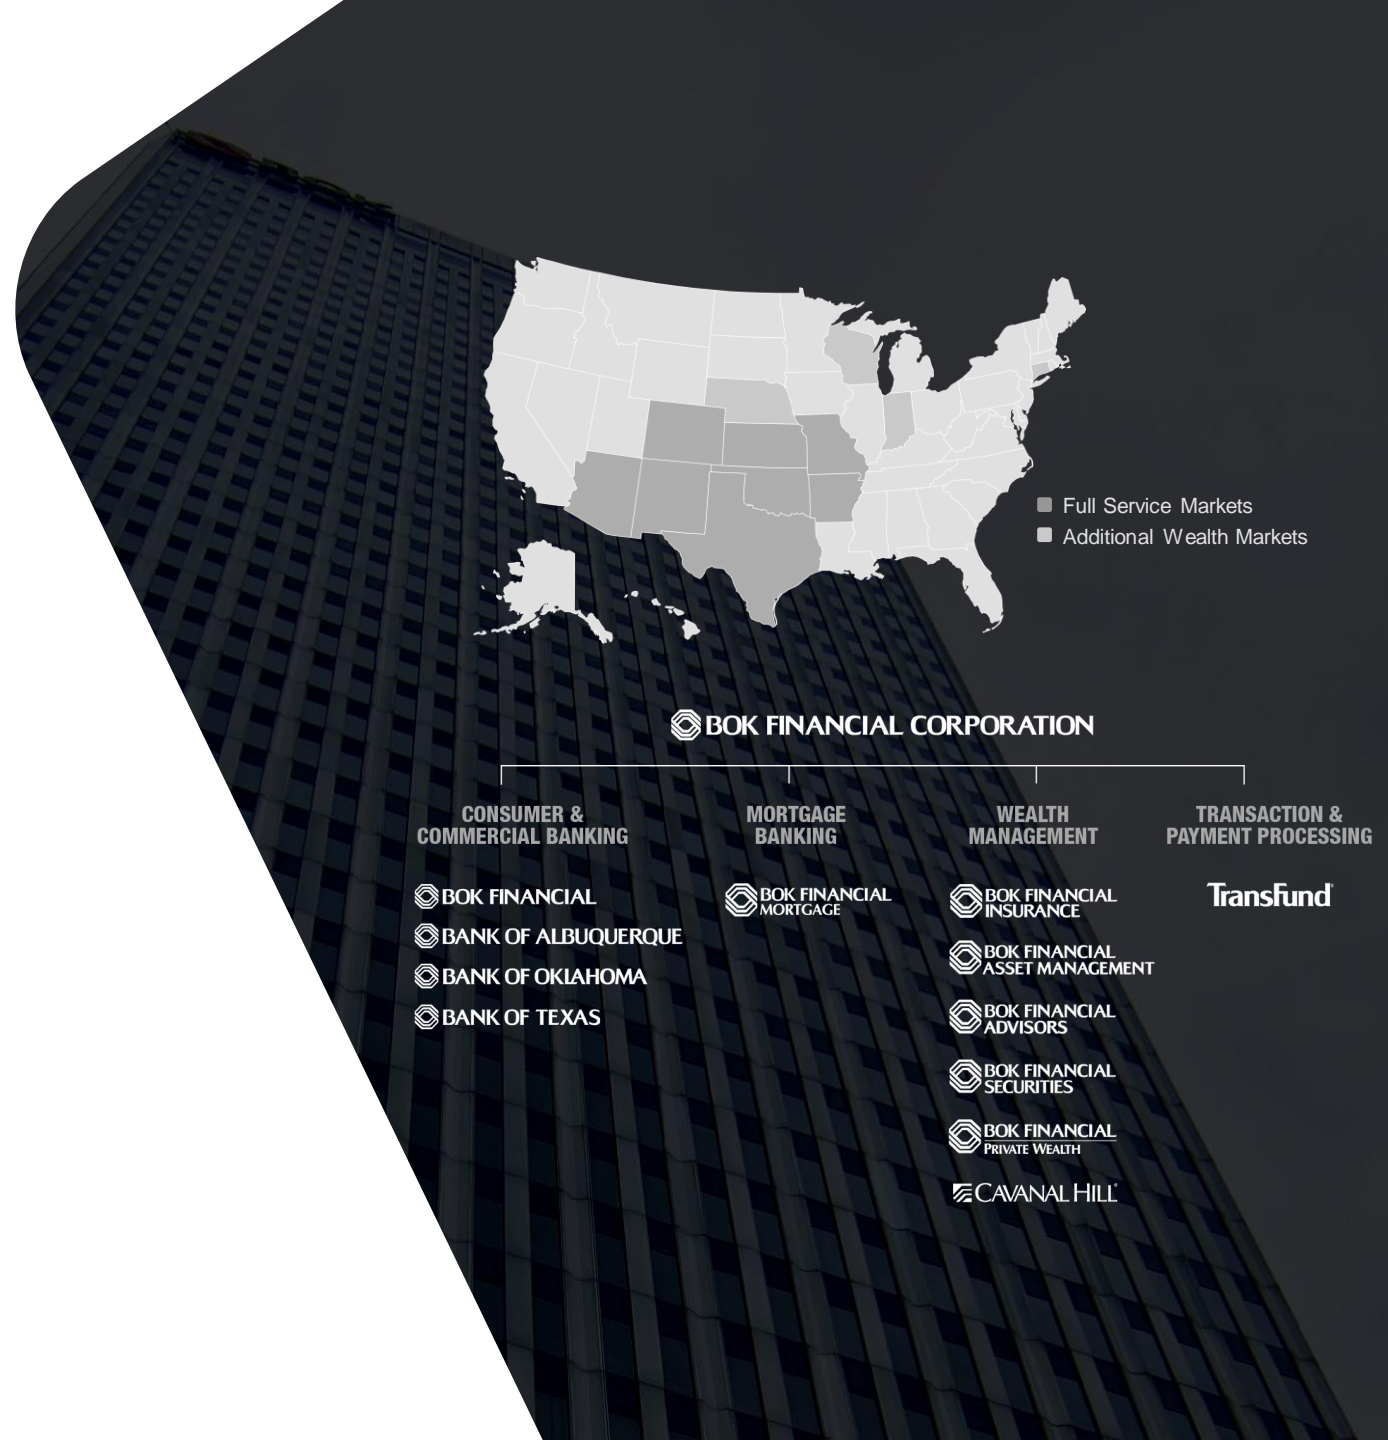 Full Service Markets
Additional Wealth Markets
BOK FINANCIAL CORPORATION
CONSUMER &
COMMERCIAL BANKING
BOK FINANCIAL
BANK OF ALBUQUERQUE
BANK OF OKLAHOMA
BANK OF TEXAS
MORTGAGE
BANKING
BOK FINANCIAL
MORTGAGE
WEALTH
MANAGEMENT
BOK FINANCIAL
INSURANCE
BOK FINANCIAL
ASSET MANAGEMENT
BOK FINANCIAL
ADVISORS
BOK FINANCIAL
SECURITIES
BOK FINANCIAL
PRIVATE WEALTH
CAVANAL HILL®
TRANSACTION &
PAYMENT PROCESSING
TransFund®